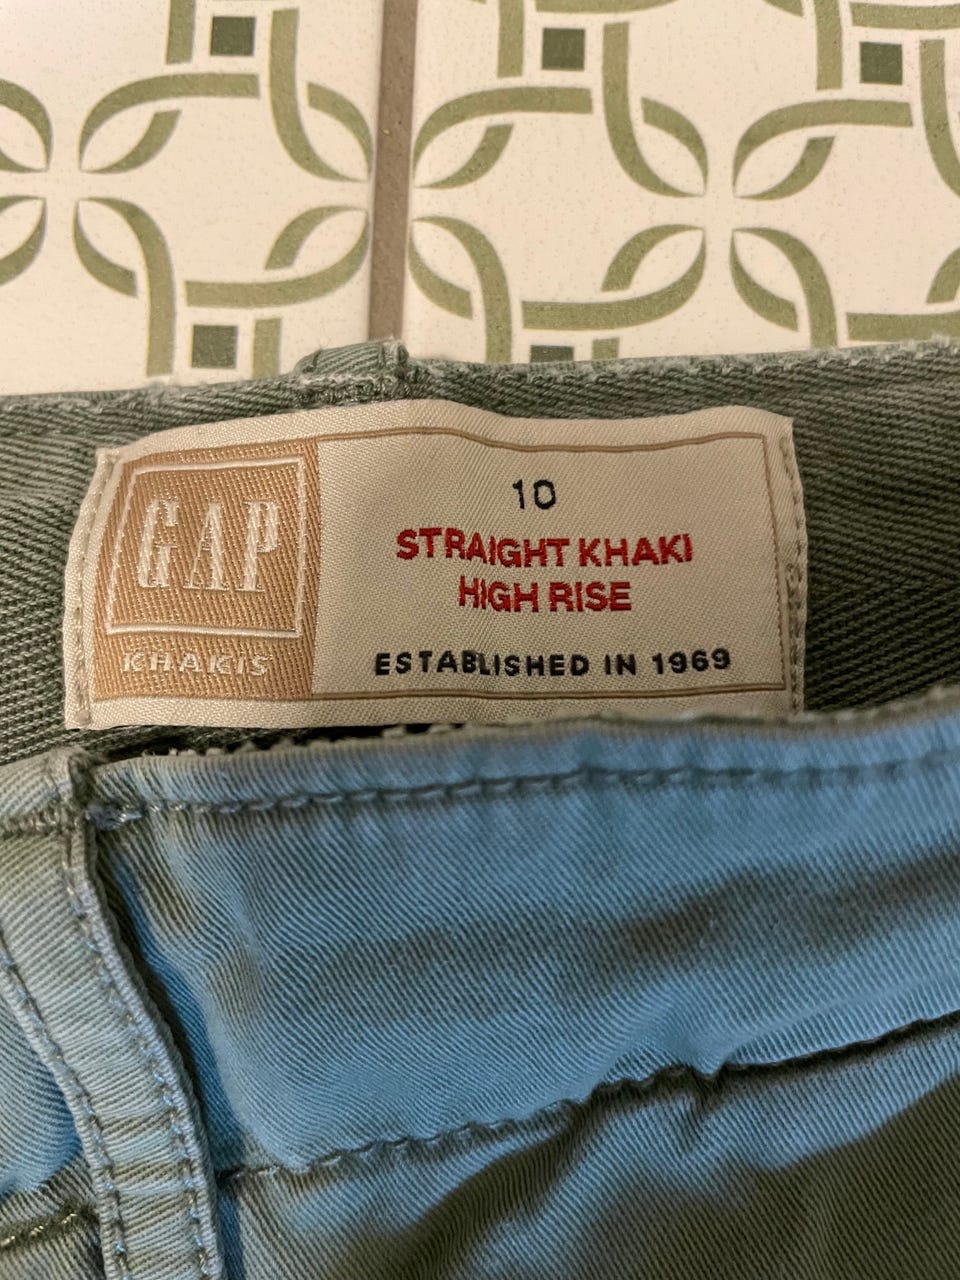 GAP
KHAKIS
10
STRAIGHT KHAKI
HIGH RISE
ESTABLISHED IN 1969